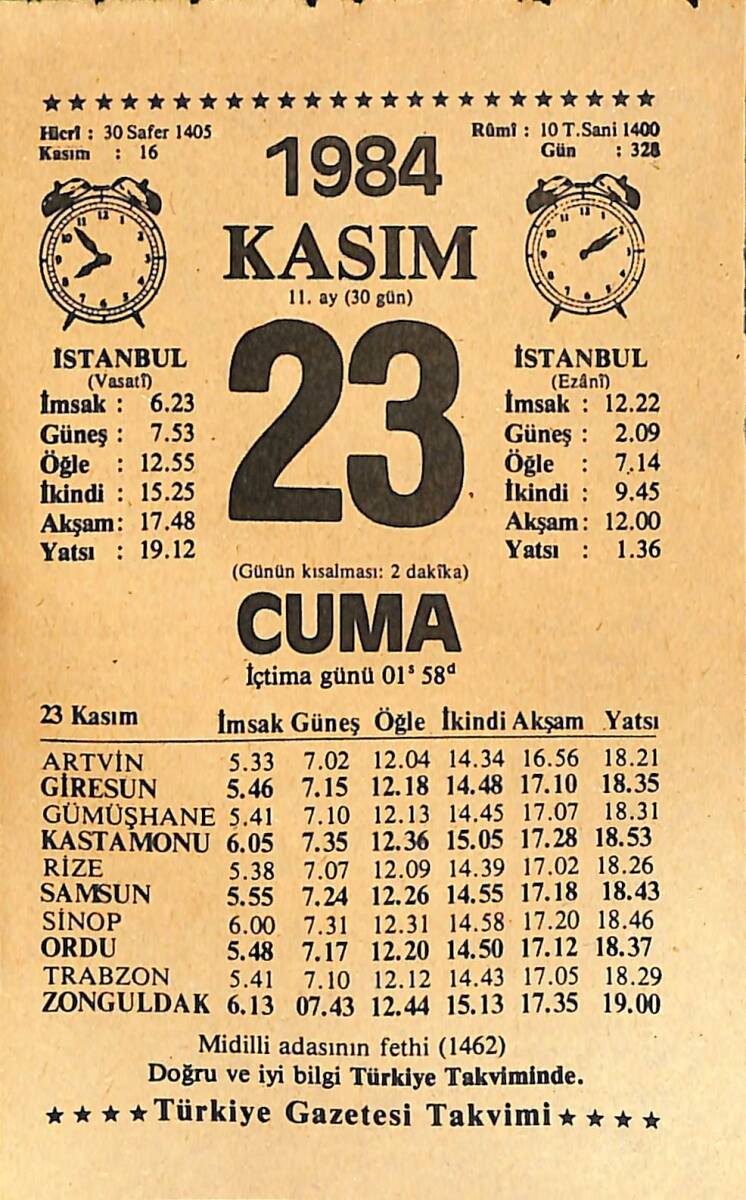 Hicrî : 30 Safer 1405
Kasım : 16
Rûmî : 10 T.Sani 1400
Gün : 328
1984
KASIM
11. ay (30 gün)
23
İSTANBUL
(Vasatî)
İmsak : 6.23
Güneş : 7.53
Öğle : 12.55
İkindi : 15.25
Akşam : 17.48
Yatsı : 19.12
İSTANBUL
(Ezânî)
İmsak : 12.22
Güneş : 2.09
Öğle : 7.14
İkindi : 9.45
Akşam : 12.00
Yatsı : 1.36
(Günün kısalması: 2 dakîka)
CUMA
İçtima günü 01ˢ 58ᵈ
23 Kasım İmsak Güneş Öğle İkindi Akşam Yatsı
ARTVİN 5.33 7.02 12.04 14.34 16.56 18.21
GİRESUN 5.46 7.15 12.18 14.48 17.10 18.35
GÜMÜŞHANE 5.41 7.10 12.13 14.45 17.07 18.31
KASTAMONU 6.05 7.35 12.36 15.05 17.28 18.53
RİZE 5.38 7.07 12.09 14.39 17.02 18.26
SAMSUN 5.55 7.24 12.26 14.55 17.18 18.43
SİNOP 6.00 7.31 12.31 14.58 17.20 18.46
ORDU 5.48 7.17 12.20 14.50 17.12 18.37
TRABZON 5.41 7.10 12.12 14.43 17.05 18.29
ZONGULDAK 6.13 07.43 12.44 15.13 17.35 19.00
Midilli adasının fethi (1462)
Doğru ve iyi bilgi Türkiye Takviminde.
Türkiye Gazetesi Takvimi